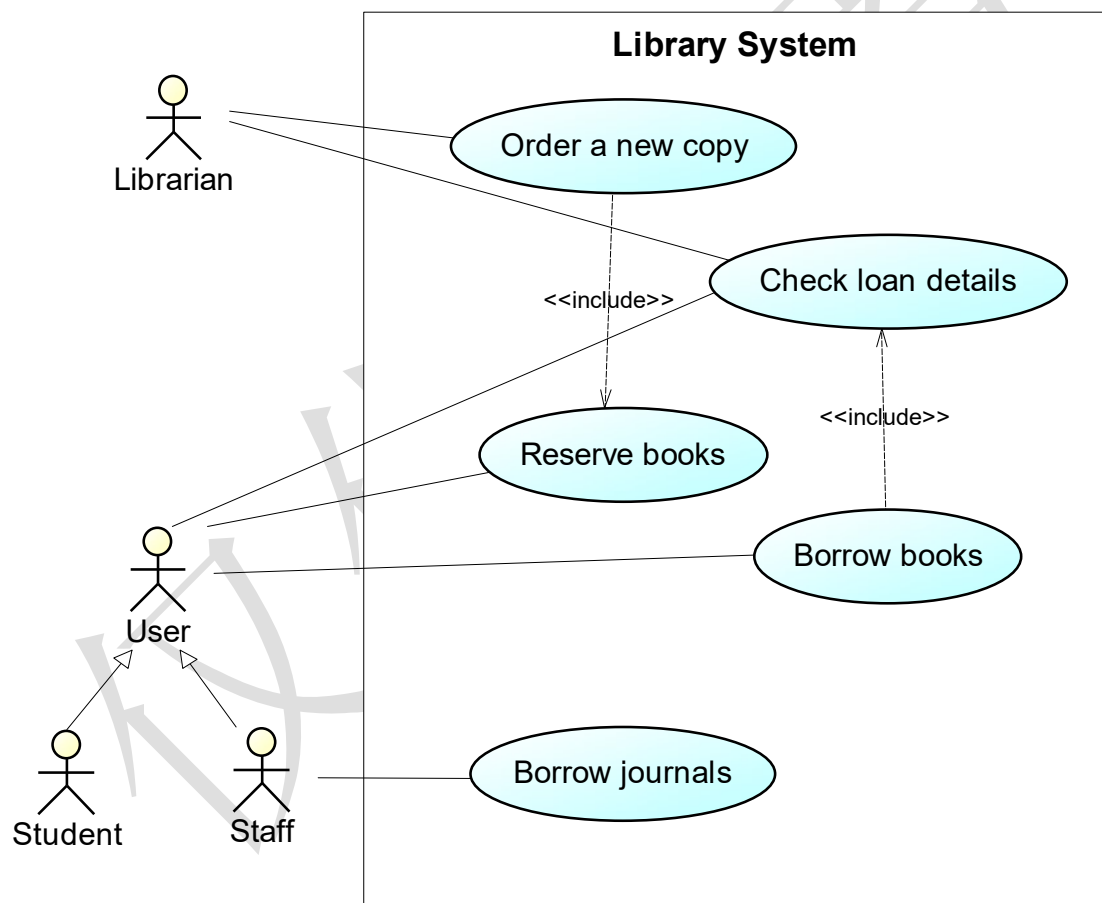 Library System
Order a new copy
Librarian
Check loan details
<<include>>
<<include>>
Reserve books
Borrow books
User
Borrow journals
Student
Staff